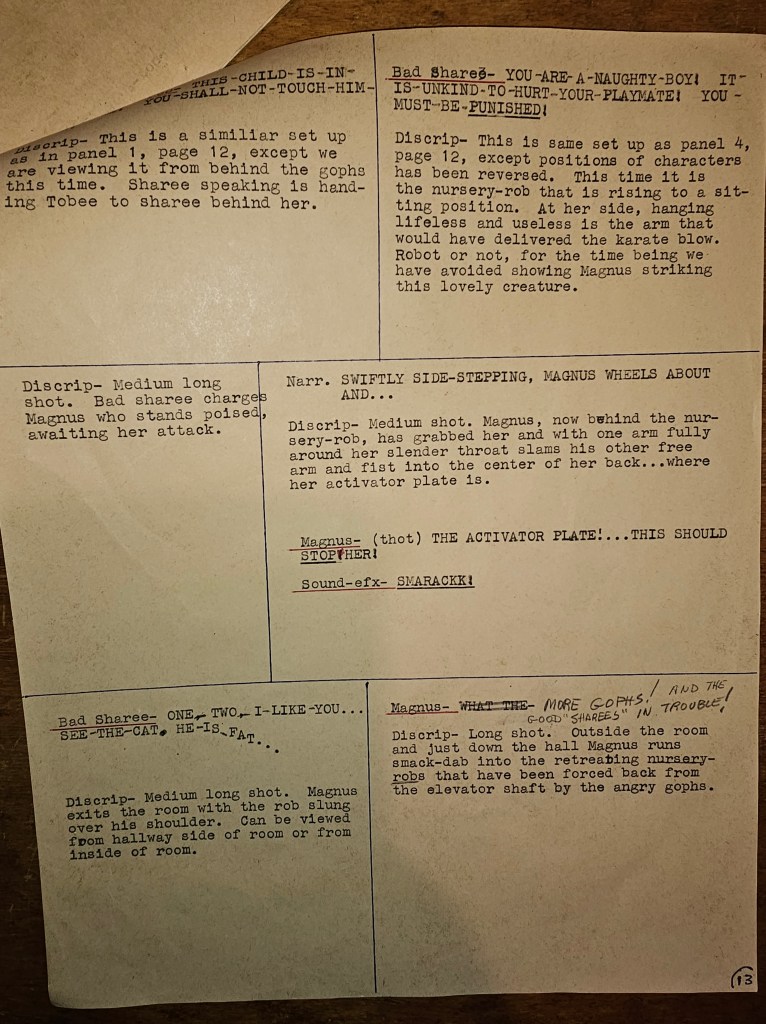 THIS-CHILD-IS-IN-
YOU-SHALL-NOT-TOUCH-HIM-
Discrip- This is a similiar set up
as in panel 1, page 12, except we
are viewing it from behind the gophs
this time. Sharee speaking is hand-
ing Tobee to sharee behind her.
Bad Sharee- YOU-ARE-A-NAUGHTY-BOY! IT-
IS-UNKIND-TO-HURT-YOUR-PLAYMATE! YOU-
MUST-BE-PUNISHED!
Discrip- This is same set up as panel 4,
page 12, except positions of characters
has been reversed. This time it is
the nursery-rob that is rising to a sit-
ting position. At her side, hanging
lifeless and useless is the arm that
would have delivered the karate blow.
Robot or not, for the time being we
have avoided showing Magnus striking
this lovely creature.
Discrip- Medium long
shot. Bad sharee charges
Magnus who stands poised,
awaiting her attack.
Narr. SWIFTLY SIDE-STEPPING, MAGNUS WHEELS ABOUT
AND...
Discrip- Medium shot. Magnus, now behind the nur-
sery-rob, has grabbed her and with one arm fully
around her slender throat slams his other free
arm and fist into the center of her back...where
her activator plate is.
Magnus- (thot) THE ACTIVATOR PLATE!...THIS SHOULD
STOP HER!
Sound-efx- SMARACKK!
Bad Sharee- ONE- TWO- I-LIKE-YOU...
SEE-THE-CAT. HE-IS-FAT...
Discrip- Medium long shot. Magnus
exits the room with the rob slung
over his shoulder. Can be viewed
from hallway side of room or from
inside of room.
Magnus- WHAT THE- MORE GOPHS! AND THE
GOOD "SHAREES" IN TROUBLE!
Discrip- Long shot. Outside the room
and just down the hall Magnus runs
smack-dab into the retreating nursery-
robs that have been forced back from
the elevator shaft by the angry gophs.
13